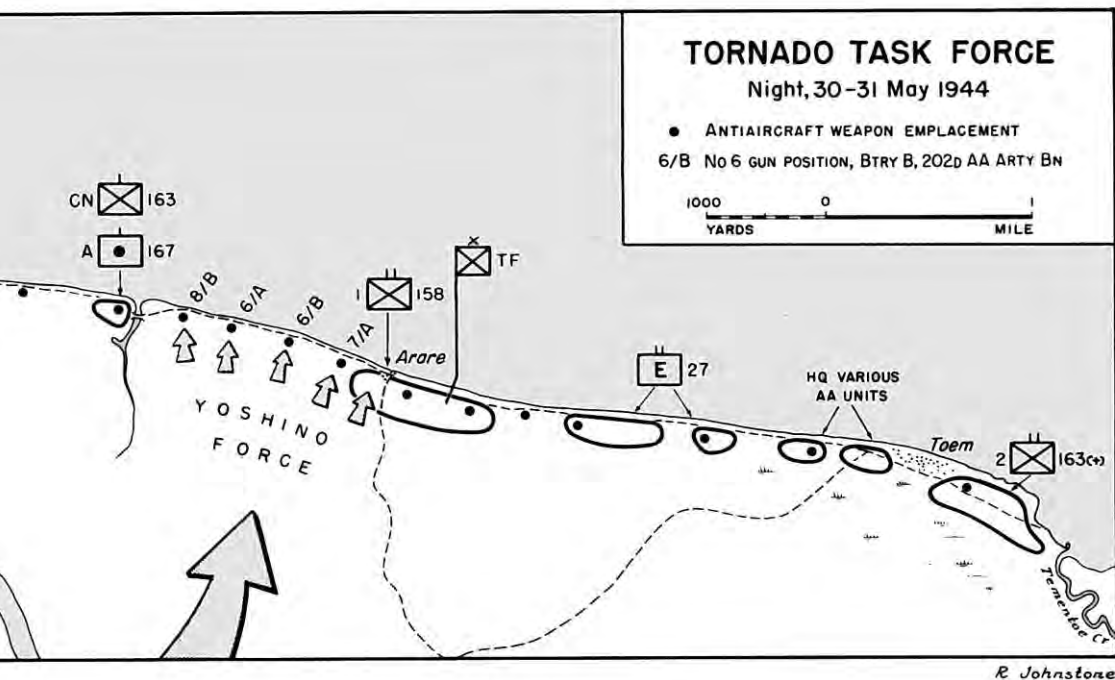 TORNADO TASK FORCE
Night, 30-31 May 1944
ANTIAIRCRAFT WEAPON EMPLACEMENT
6/B No 6 GUN POSITION, BTRY B, 202D AA ARTY BN
1000 0 1
YARDS MILE
CN 163
A 167
8/B
6/A
6/B
7/A
1 158
TF
Arare
YOSHINO
FORCE
E 27
HQ VARIOUS
AA UNITS
Toem
2 163(+)
Tementoe Cr
R Johnstone